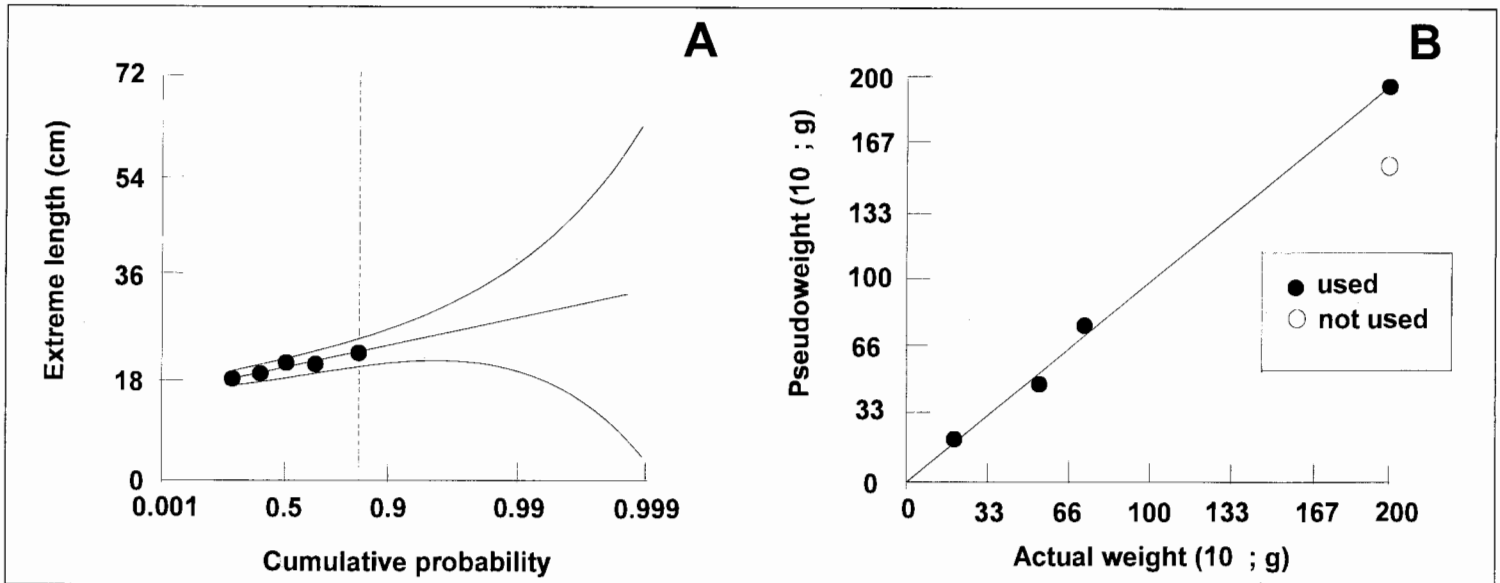 A
72
54
36
18
0
Extreme length (cm)
0.001 0.5 0.9 0.99 0.999
Cumulative probability
B
200
167
133
100
66
33
0
Pseudoweight (10 ; g)
0 33 66 100 133 167 200
Actual weight (10 ; g)
used
not used